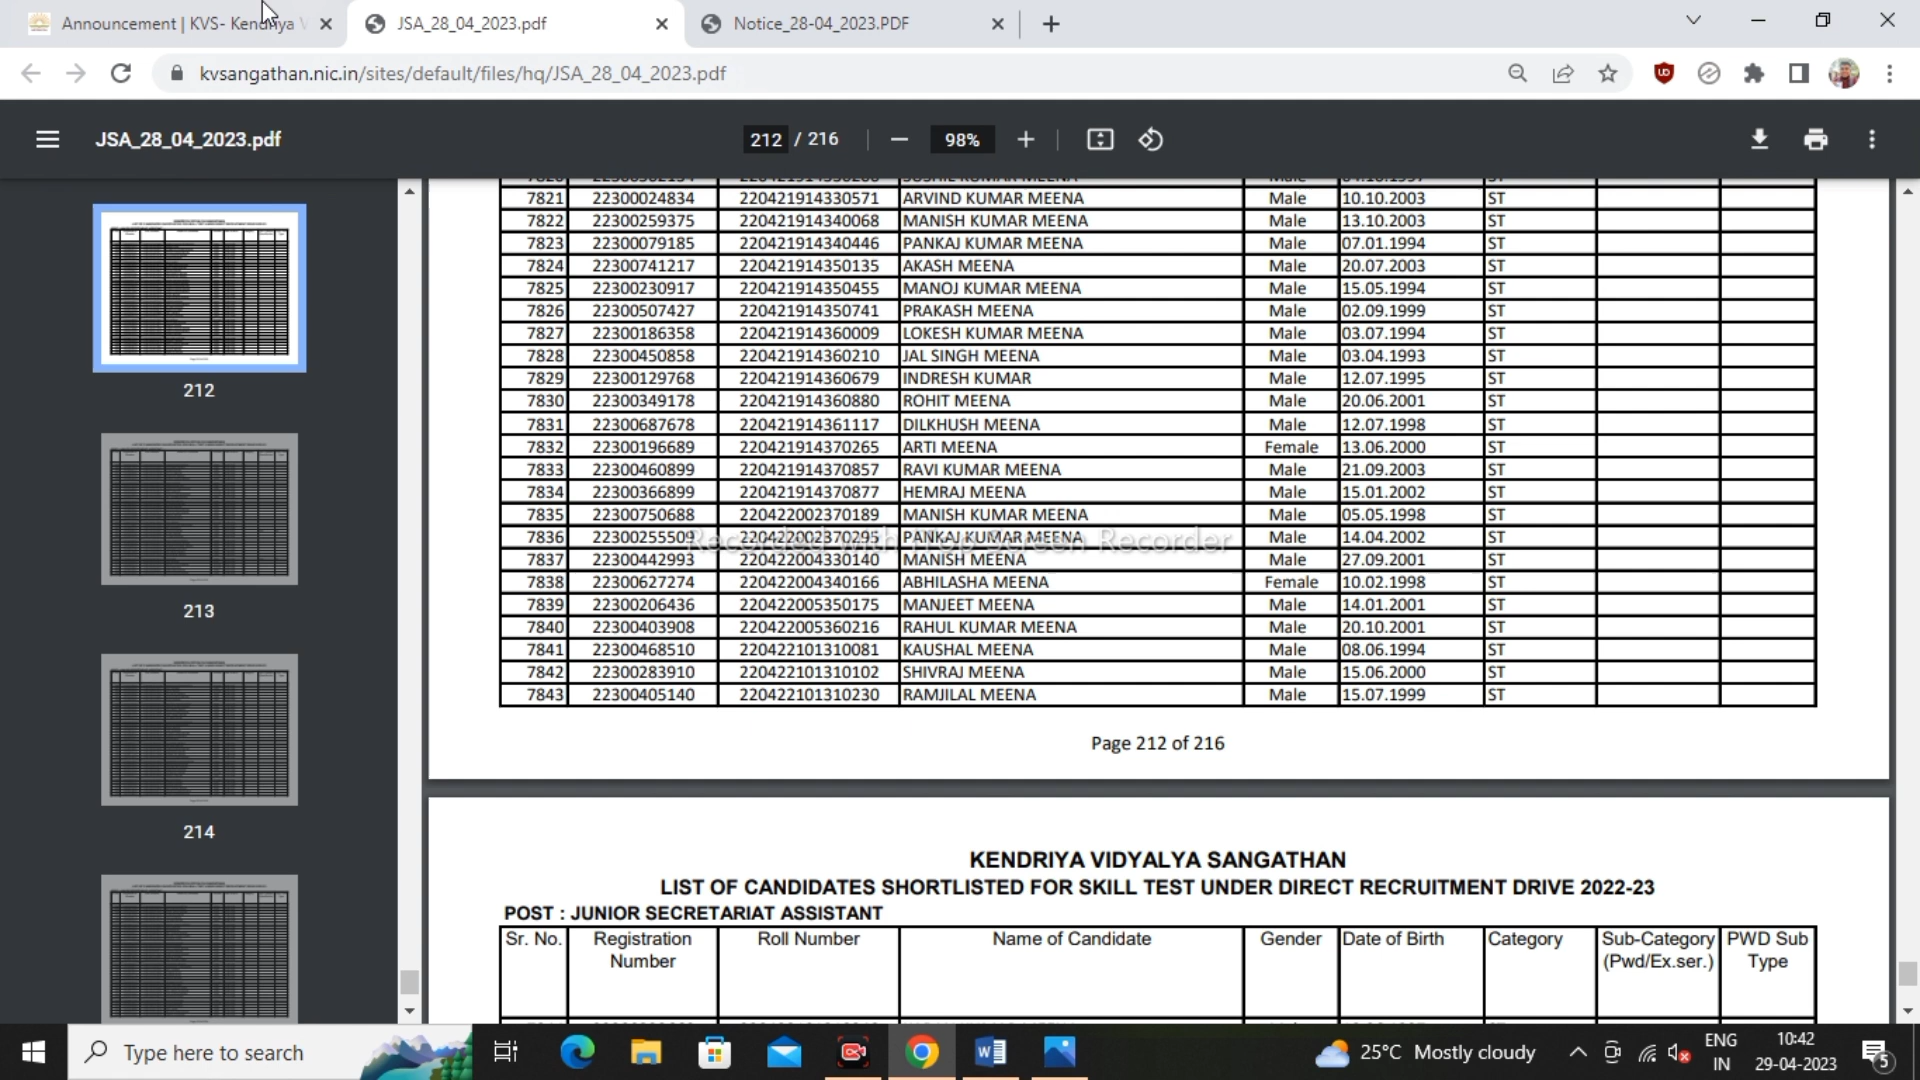 Announcement | KVS- Kendriya V
JSA_28_04_2023.pdf
Notice_28-04_2023.PDF
kvsangathan.nic.in/sites/default/files/hq/JSA_28_04_2023.pdf
JSA_28_04_2023.pdf
212 / 216
98%
7821 22300024834 220421914330571 ARVIND KUMAR MEENA Male 10.10.2003 ST
7822 22300259375 220421914340068 MANISH KUMAR MEENA Male 13.10.2003 ST
7823 22300079185 220421914340446 PANKAJ KUMAR MEENA Male 07.01.1994 ST
7824 22300741217 220421914350135 AKASH MEENA Male 20.07.2003 ST
7825 22300230917 220421914350455 MANOJ KUMAR MEENA Male 15.05.1994 ST
7826 22300507427 220421914350741 PRAKASH MEENA Male 02.09.1999 ST
7827 22300186358 220421914360009 LOKESH KUMAR MEENA Male 03.07.1994 ST
7828 22300450858 220421914360210 JAL SINGH MEENA Male 03.04.1993 ST
7829 22300129768 220421914360679 INDRESH KUMAR Male 12.07.1995 ST
7830 22300349178 220421914360880 ROHIT MEENA Male 20.06.2001 ST
7831 22300687678 220421914361117 DILKHUSH MEENA Male 12.07.1998 ST
7832 22300196689 220421914370265 ARTI MEENA Female 13.06.2000 ST
7833 22300460899 220421914370857 RAVI KUMAR MEENA Male 21.09.2003 ST
7834 22300366899 220421914370877 HEMRAJ MEENA Male 15.01.2002 ST
7835 22300750688 220422002370189 MANISH KUMAR MEENA Male 05.05.1998 ST
7836 22300255509 220422002370295 PANKAJ KUMAR MEENA Male 14.04.2002 ST
Recorded with iTop Screen Recorder
7837 22300442993 220422004330140 MANISH MEENA Male 27.09.2001 ST
7838 22300627274 220422004340166 ABHILASHA MEENA Female 10.02.1998 ST
7839 22300206436 220422005350175 MANJEET MEENA Male 14.01.2001 ST
7840 22300403908 220422005360216 RAHUL KUMAR MEENA Male 20.10.2001 ST
7841 22300468510 220422101310081 KAUSHAL MEENA Male 08.06.1994 ST
7842 22300283910 220422101310102 SHIVRAJ MEENA Male 15.06.2000 ST
7843 22300405140 220422101310230 RAMJILAL MEENA Male 15.07.1999 ST
Page 212 of 216
212
213
214
KENDRIYA VIDYALYA SANGATHAN
LIST OF CANDIDATES SHORTLISTED FOR SKILL TEST UNDER DIRECT RECRUITMENT DRIVE 2022-23
POST : JUNIOR SECRETARIAT ASSISTANT
Sr. No. Registration Roll Number Name of Candidate Gender Date of Birth Category Sub-Category PWD Sub
Number (Pwd/Ex.ser.) Type
Type here to search
25°C Mostly cloudy
ENG
IN
10:42
29-04-2023
5